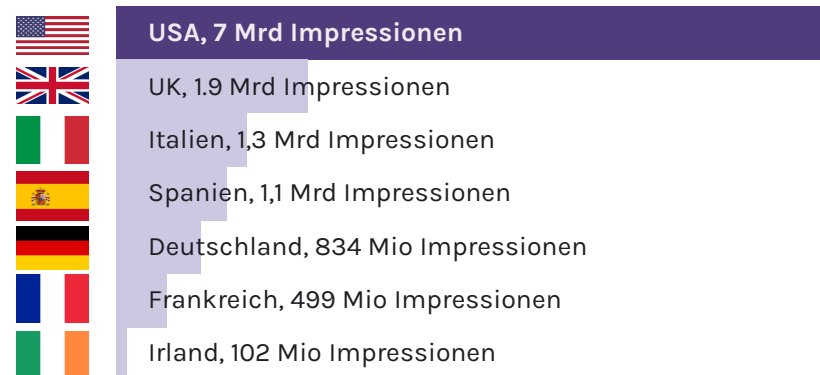 USA, 7 Mrd Impressionen
UK, 1.9 Mrd Impressionen
Italien, 1,3 Mrd Impressionen
Spanien, 1,1 Mrd Impressionen
Deutschland, 834 Mio Impressionen
Frankreich, 499 Mio Impressionen
Irland, 102 Mio Impressionen